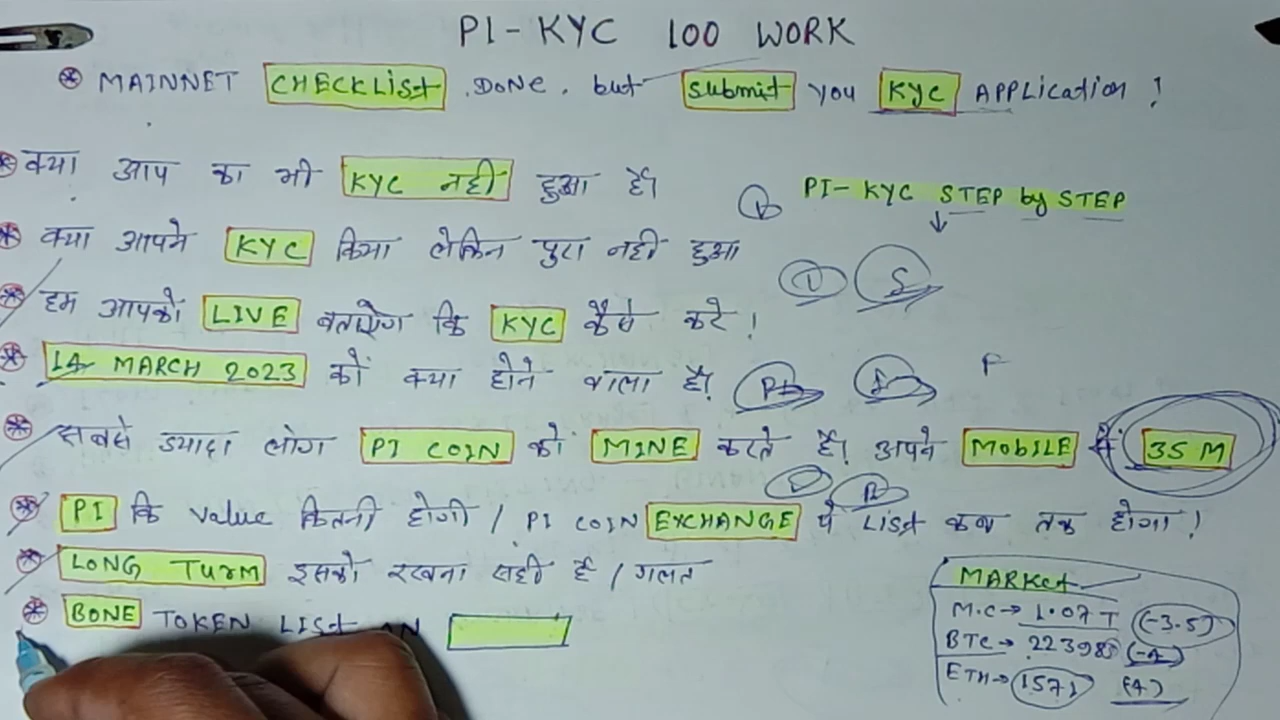 PI-KYC 100 WORK
MAINNET CHECKList .DONe. but submit you KYC APPLication !
क्या आप का भी KYC नही हुआ है।
PI-KYC STEP by STEP
क्या आपने KYC किया लेकिन पुरा नही हुआ
हम आपको LIVE बताऐगे कि KYC कैसे करे !
14 MARCH 2023 को क्या होने वाला है।
सबसे ज्यादा लोग PI COIN को MINE करते है। अपने MOBILE से 35 M
PI कि Value कितनी होगी / PI COIN EXCHANGE पे List कब तक होगा !
LONG TURM इसको रखना सही है / गलत
BONE TOKEN LISt
MARKet
M.C→ 1.07 T (-3.5)
BTC→
ETH→ 1571 (4)